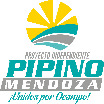 PROYECTO INDEPENDIENTE
PIPINO
MENDOZA
¡Unidos por Ocampo!